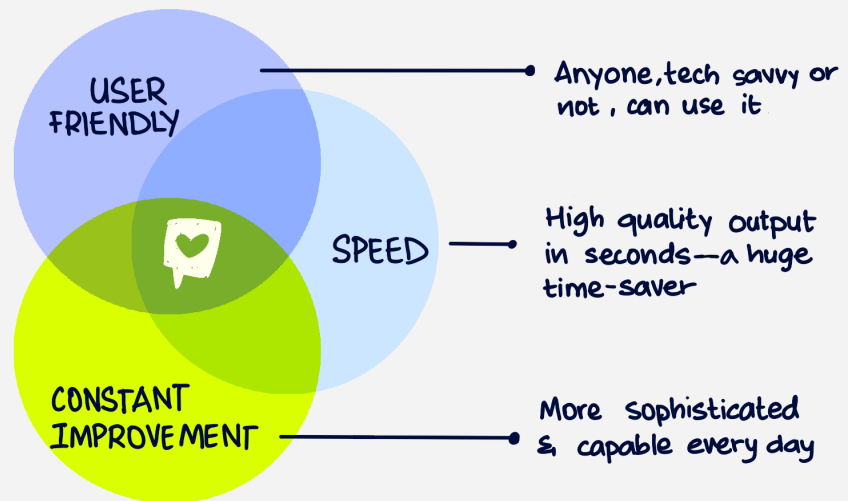 USER
FRIENDLY
Anyone, tech savvy or
not, can use it
SPEED
High quality output
in seconds—a huge
time-saver
CONSTANT
IMPROVEMENT
More sophisticated
& capable every day